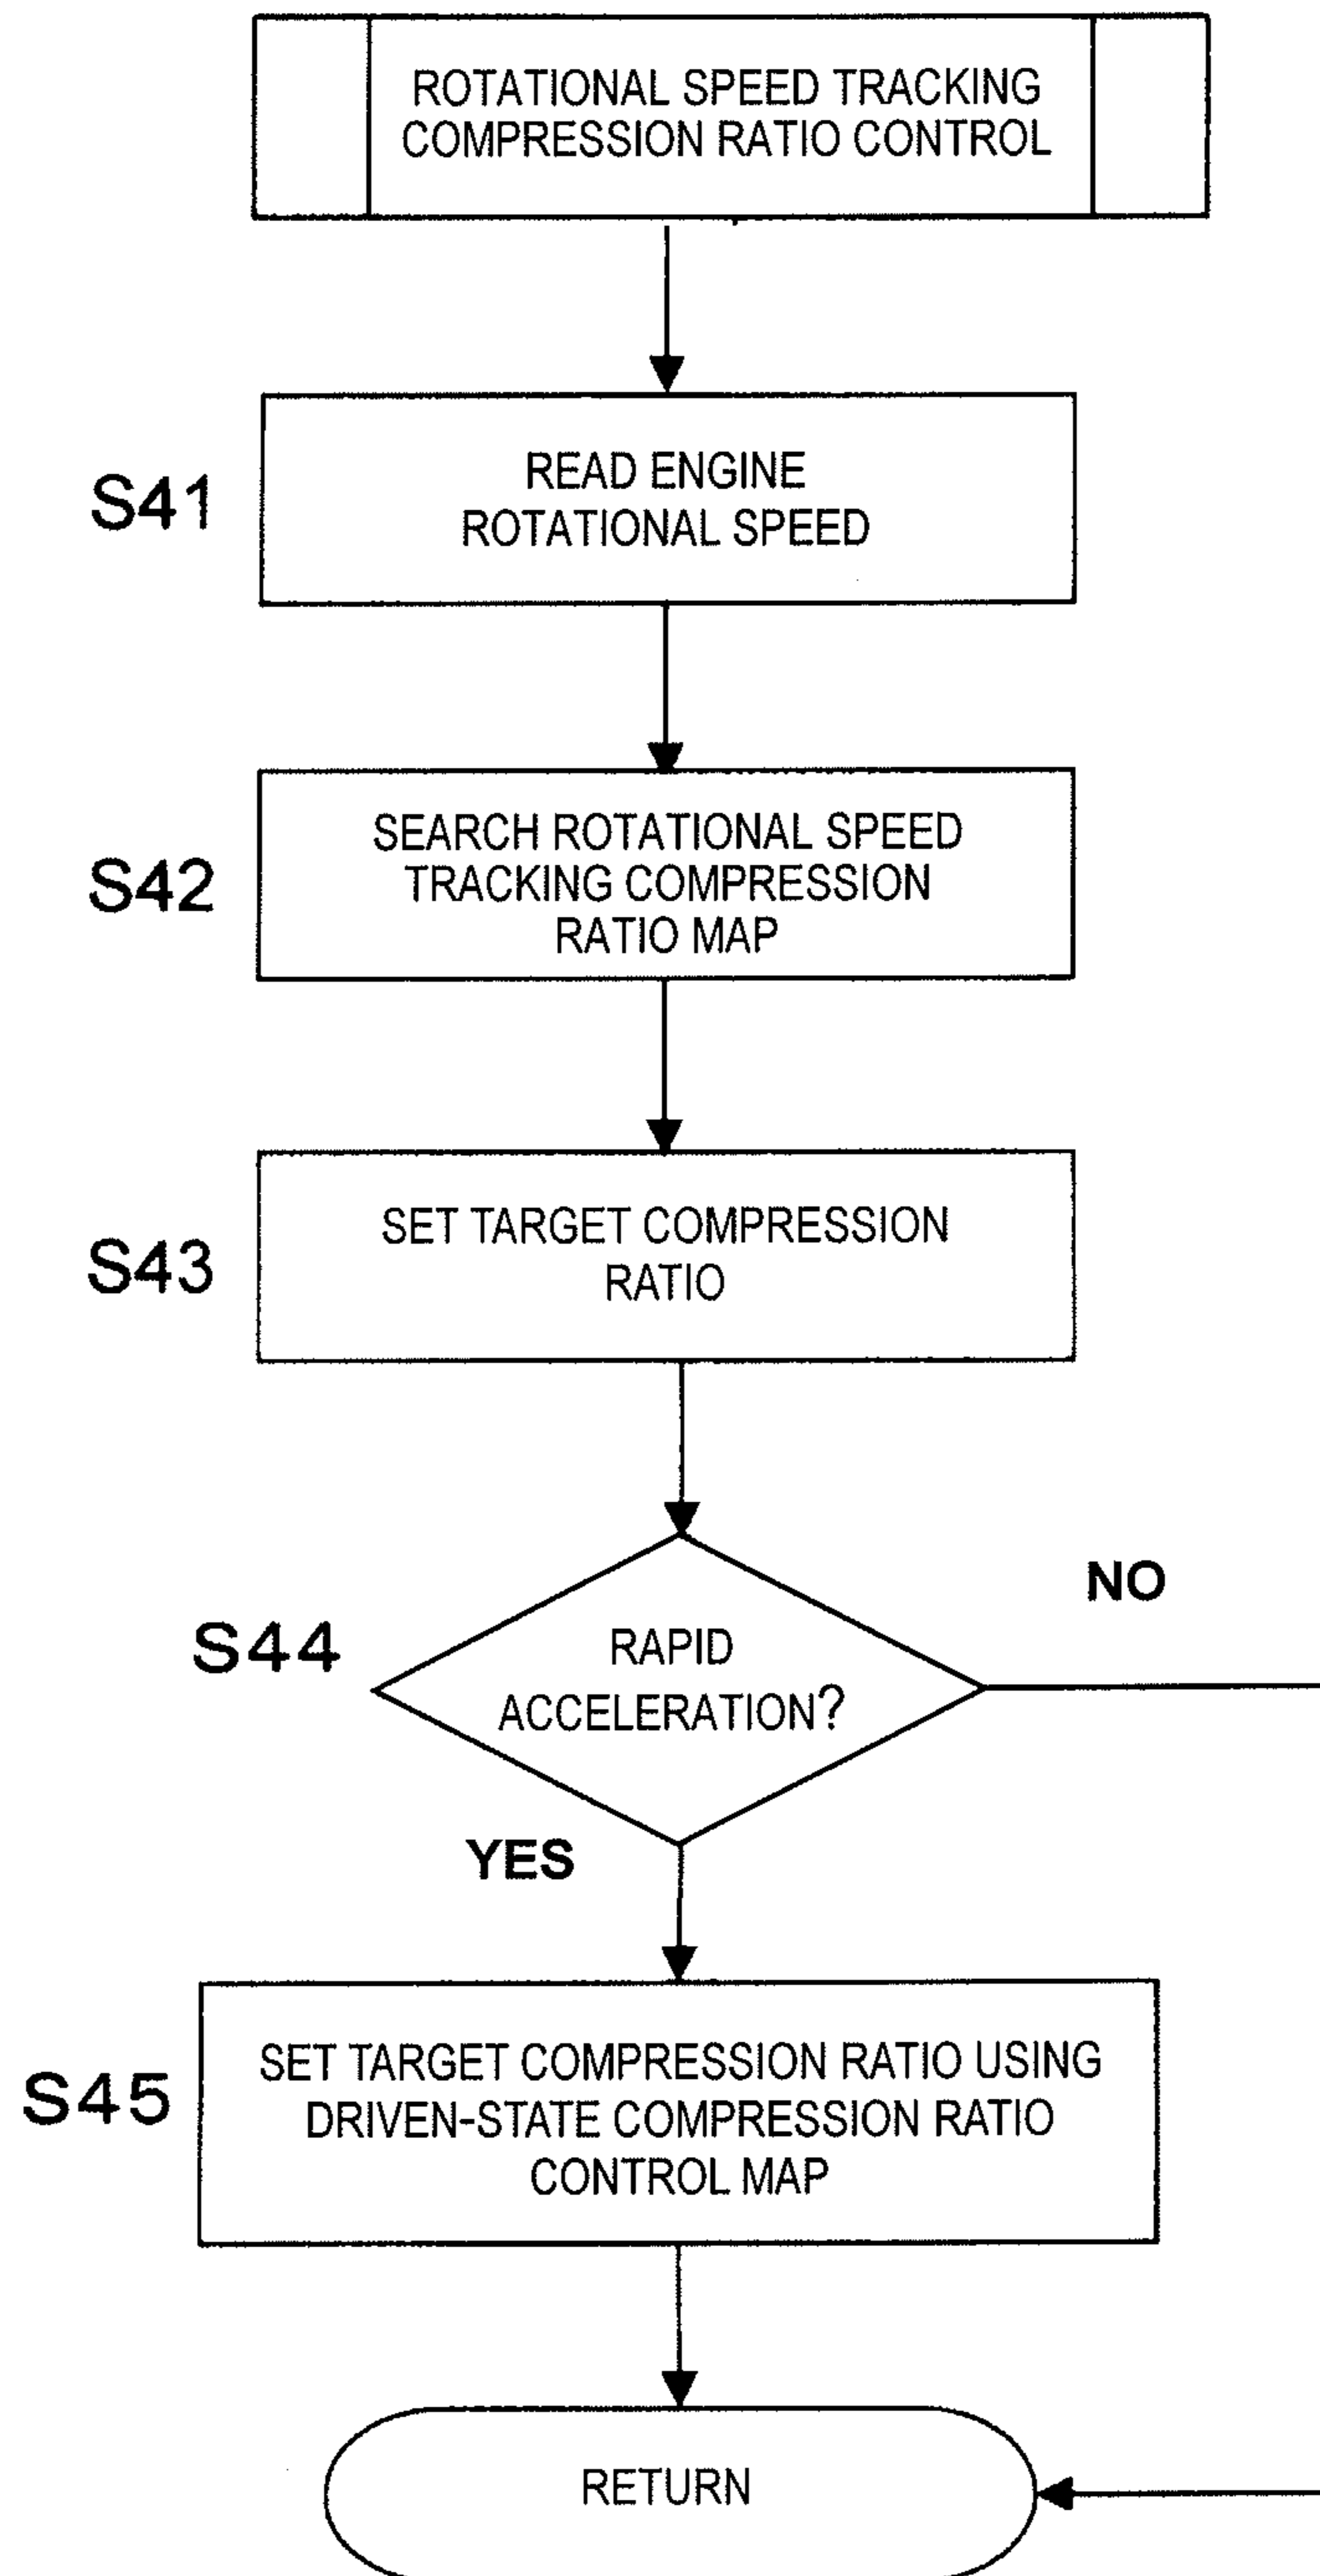 ROTATIONAL SPEED TRACKING
COMPRESSION RATIO CONTROL
S41
READ ENGINE
ROTATIONAL SPEED
S42
SEARCH ROTATIONAL SPEED
TRACKING COMPRESSION
RATIO MAP
S43
SET TARGET COMPRESSION
RATIO
S44
RAPID
ACCELERATION?
NO
YES
S45
SET TARGET COMPRESSION RATIO USING
DRIVEN-STATE COMPRESSION RATIO
CONTROL MAP
RETURN